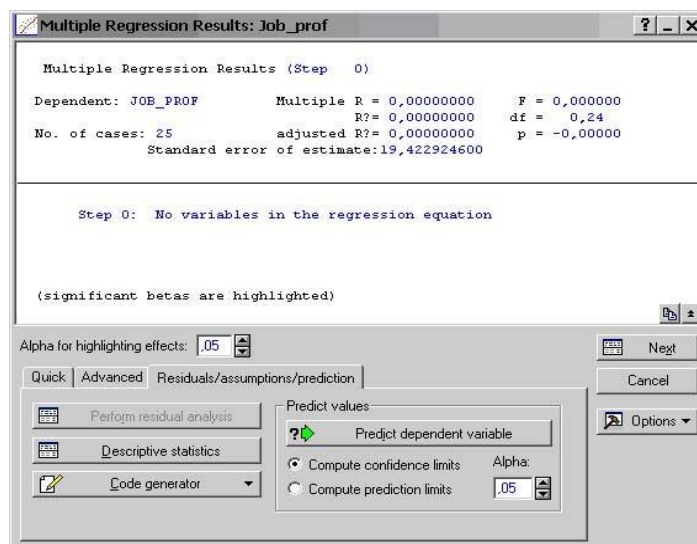 Multiple Regression Results: Job_prof
Multiple Regression Results (Step 0)
Dependent: JOB_PROF Multiple R = 0,00000000 F = 0,000000
R?= 0,00000000 df = 0,24
No. of cases: 25 adjusted R?= 0,00000000 p = -0,00000
Standard error of estimate:19,422924600
Step 0: No variables in the regression equation
(significant betas are highlighted)
Alpha for highlighting effects: ,05
Next
Quick Advanced Residuals/assumptions/prediction
Cancel
Perform residual analysis
Predict values
Options
?
Predict dependent variable
Descriptive statistics
Compute confidence limits Alpha:
Code generator
Compute prediction limits ,05